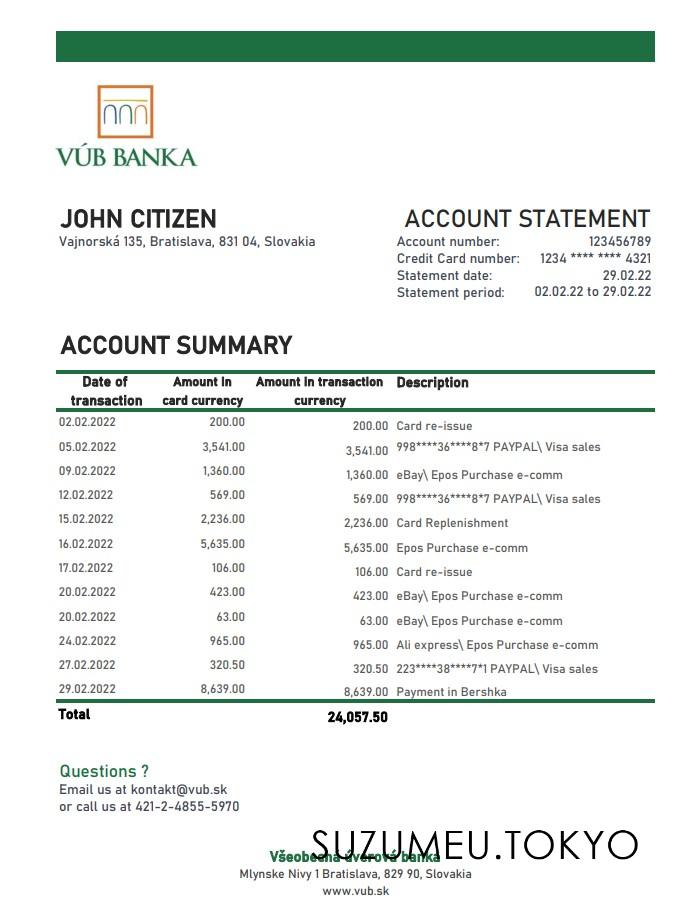 VÚB BANKA
JOHN CITIZEN
Vajnorská 135, Bratislava, 831 04, Slovakia
ACCOUNT STATEMENT
Account number: 123456789
Credit Card number: 1234 **** **** 4321
Statement date: 29.02.22
Statement period: 02.02.22 to 29.02.22
ACCOUNT SUMMARY
Date of transaction Amount in card currency Amount in transaction currency Description
02.02.2022 200.00 200.00 Card re-issue
05.02.2022 3,541.00 3,541.00 998****36****8*7 PAYPAL\ Visa sales
09.02.2022 1,360.00 1,360.00 eBay\ Epos Purchase e-comm
12.02.2022 569.00 569.00 998****36****8*7 PAYPAL\ Visa sales
15.02.2022 2,236.00 2,236.00 Card Replenishment
16.02.2022 5,635.00 5,635.00 Epos Purchase e-comm
17.02.2022 106.00 106.00 Card re-issue
20.02.2022 423.00 423.00 eBay\ Epos Purchase e-comm
20.02.2022 63.00 63.00 eBay\ Epos Purchase e-comm
24.02.2022 965.00 965.00 Ali express\ Epos Purchase e-comm
27.02.2022 320.50 320.50 223****38****7*1 PAYPAL\ Visa sales
29.02.2022 8,639.00 8,639.00 Payment in Bershka
Total 24,057.50
Questions ?
Email us at kontakt@vub.sk
or call us at 421-2-4855-5970
SUZUMEU.TOKYO
Všeobecná úverová banka
Mlynske Nivy 1 Bratislava, 829 90, Slovakia
www.vub.sk